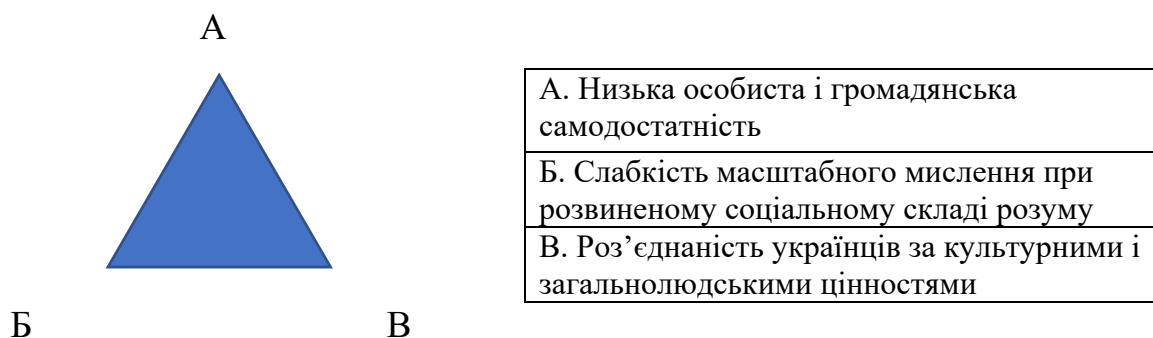 А
А. Низька особиста і громадянська
самодостатність
Б. Слабкість масштабного мислення при
розвиненому соціальному складі розуму
В. Роз’єднаність українців за культурними і
загальнолюдськими цінностями
Б
В